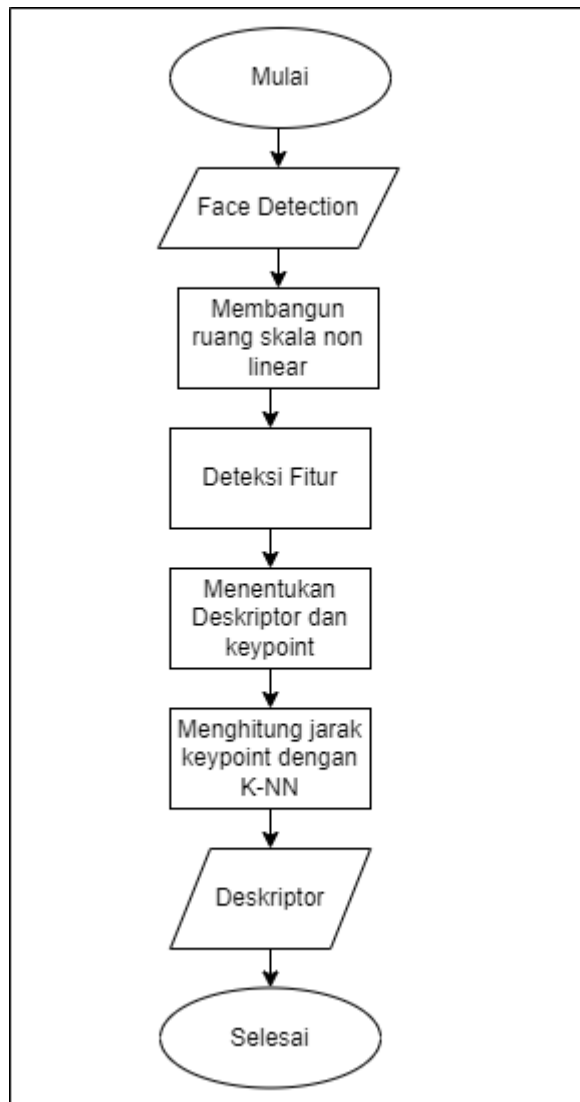 Mulai
Face Detection
Membangun
ruang skala non
linear
Deteksi Fitur
Menentukan
Deskriptor dan
keypoint
Menghitung jarak
keypoint dengan
K-NN
Deskriptor
Selesai